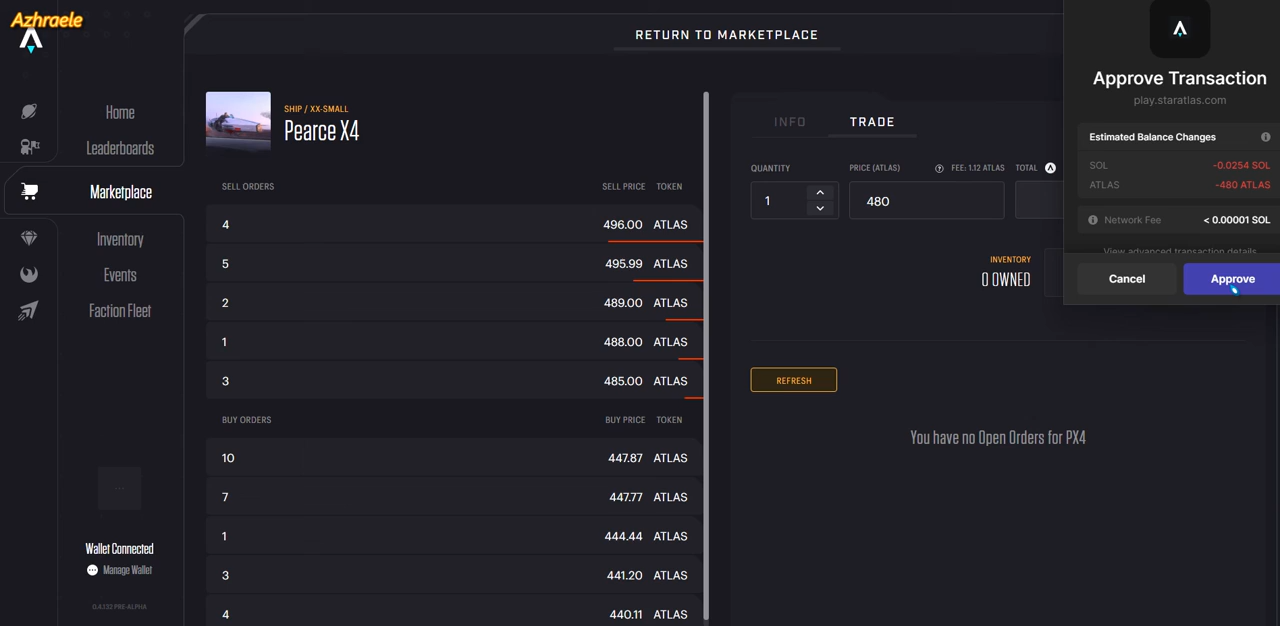 Azhraele
Home
Leaderboards
Marketplace
Inventory
Events
Faction Fleet
Wallet Connected
Manage Wallet
0.4.132 PRE-ALPHA
RETURN TO MARKETPLACE
SHIP / XX-SMALL
Pearce X4
SELL ORDERS SELL PRICE TOKEN
4 496.00 ATLAS
5 495.99 ATLAS
2 489.00 ATLAS
1 488.00 ATLAS
3 485.00 ATLAS
BUY ORDERS BUY PRICE TOKEN
10 447.87 ATLAS
7 447.77 ATLAS
1 444.44 ATLAS
3 441.20 ATLAS
4 440.11 ATLAS
INFO TRADE
QUANTITY PRICE (ATLAS) FEE: 1.12 ATLAS TOTAL
1 480
INVENTORY
0 OWNED
REFRESH
You have no Open Orders for PX4
Approve Transaction
play.staratlas.com
Estimated Balance Changes
SOL -0.0254 SOL
ATLAS -480 ATLAS
Network Fee < 0.00001 SOL
View advanced transaction details
Cancel Approve